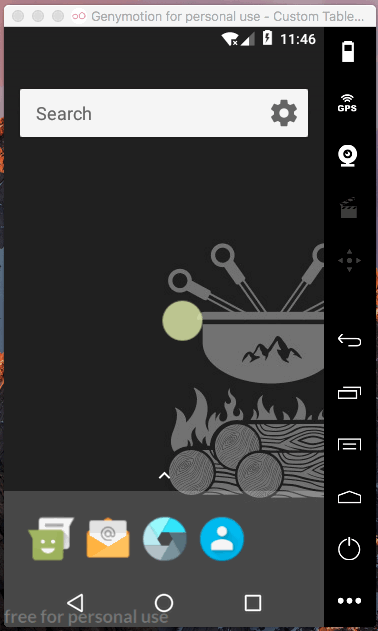 Genymotion for personal use - Custom Table...
11:46
Search
GPS
free for personal use